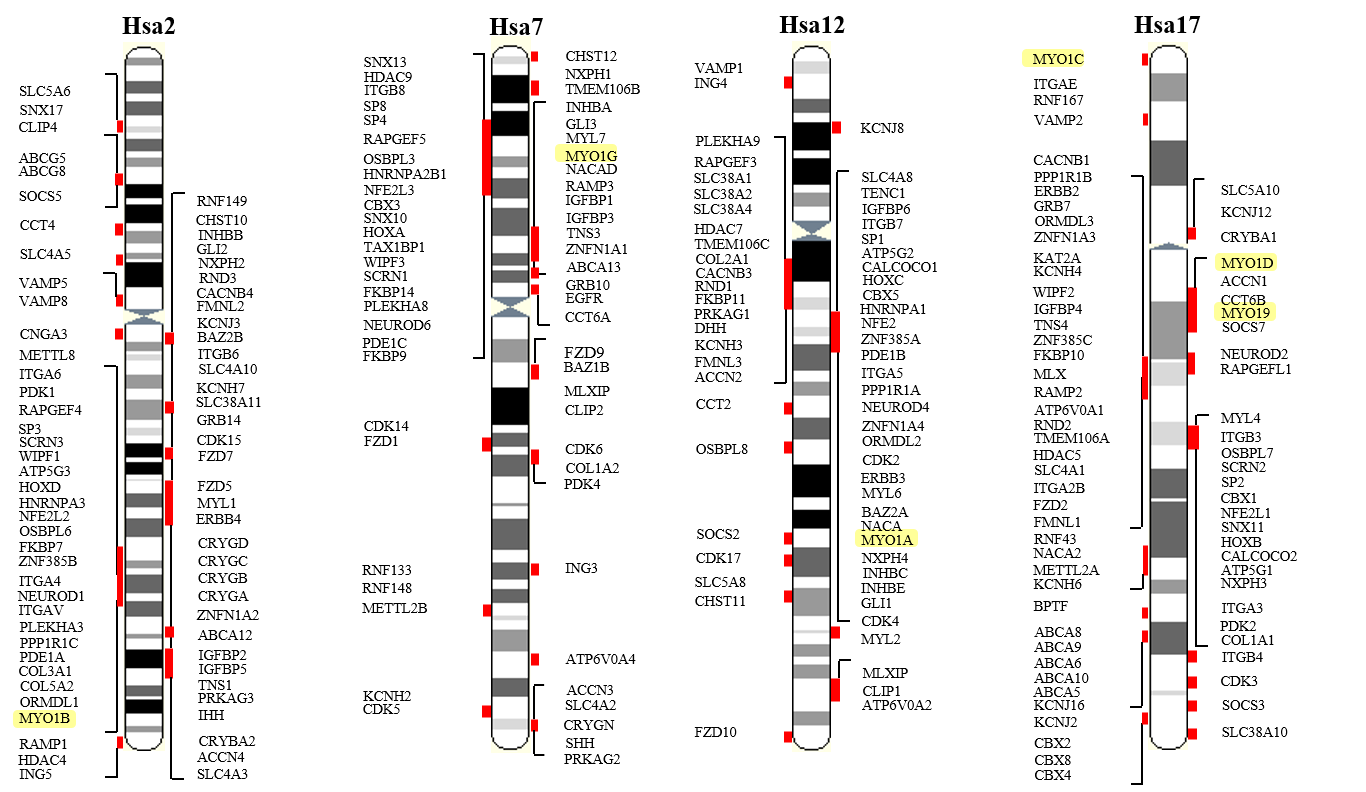 Hsa2
SLC5A6
SNX17
CLIP4
ABCG5
ABCG8
SOCS5
CCT4
SLC4A5
VAMP5
VAMP8
CNGA3
METTL8
ITGA6
PDK1
RAPGEF4
SP3
SCRN3
WIPF1
ATP5G3
HOXD
HNRNPA3
NFE2L2
OSBPL6
FKBP7
ZNF385B
ITGA4
NEUROD1
ITGAV
PLEKHA3
PPP1R1C
PDE1A
COL3A1
COL5A2
ORMDL1
MYO1B
RAMP1
HDAC4
ING5
RNF149
CHST10
INHBB
GLI2
NXPH2
RND3
CACNB4
FMNL2
KCNJ3
BAZ2B
ITGB6
SLC4A10
KCNH7
SLC38A11
GRB14
CDK15
FZD7
FZD5
MYL1
ERBB4
CRYGD
CRYGC
CRYGB
CRYGA
ZNFN1A2
ABCA12
IGFBP2
IGFBP5
TNS1
PRKAG3
IHH
CRYBA2
ACCN4
SLC4A3
Hsa7
SNX13
HDAC9
ITGB8
SP8
SP4
RAPGEF5
OSBPL3
HNRNPA2B1
NFE2L3
CBX3
SNX10
HOXA
TAX1BP1
WIPF3
SCRN1
FKBP14
PLEKHA8
NEUROD6
PDE1C
FKBP9
CDK14
FZD1
RNF133
RNF148
METTL2B
KCNH2
CDK5
CHST12
NXPH1
TMEM106B
INHBA
GLI3
MYL7
MYO1G
NACAD
RAMP3
IGFBP1
IGFBP3
TNS3
ZNFN1A1
ABCA13
GRB10
EGFR
CCT6A
FZD9
BAZ1B
MLXIP
CLIP2
CDK6
COL1A2
PDK4
ING3
ATP6V0A4
ACCN3
SLC4A2
CRYGN
SHH
PRKAG2
Hsa12
VAMP1
ING4
PLEKHA9
RAPGEF3
SLC38A1
SLC38A2
SLC38A4
HDAC7
TMEM106C
COL2A1
CACNB3
RND1
FKBP11
PRKAG1
DHH
KCNH3
FMNL3
ACCN2
CCT2
OSBPL8
SOCS2
CDK17
SLC5A8
CHST11
FZD10
KCNJ8
SLC4A8
TENC1
IGFBP6
ITGB7
SP1
ATP5G2
CALCOCO1
HOXC
CBX5
HNRNPA1
NFE2
ZNF385A
PDE1B
ITGA5
PPP1R1A
NEUROD4
ZNFN1A4
ORMDL2
CDK2
ERBB3
MYL6
BAZ2A
NACA
MYO1A
NXPH4
INHBC
INHBE
GLI1
CDK4
MYL2
MLXIP
CLIP1
ATP6V0A2
Hsa17
MYO1C
ITGAE
RNF167
VAMP2
CACNB1
PPP1R1B
ERBB2
GRB7
ORMDL3
ZNFN1A3
KAT2A
KCNH4
WIPF2
IGFBP4
TNS4
ZNF385C
FKBP10
MLX
RAMP2
ATP6V0A1
RND2
TMEM106A
HDAC5
SLC4A1
ITGA2B
FZD2
FMNL1
RNF43
NACA2
METTL2A
KCNH6
BPTF
ABCA8
ABCA9
ABCA6
ABCA10
ABCA5
KCNJ16
KCNJ2
CBX2
CBX8
CBX4
SLC5A10
KCNJ12
CRYBA1
MYO1D
ACCN1
CCT6B
MYO19
SOCS7
NEUROD2
RAPGEFL1
MYL4
ITGB3
OSBPL7
SCRN2
SP2
CBX1
NFE2L1
SNX11
HOXB
CALCOCO2
ATP5G1
NXPH3
ITGA3
PDK2
COL1A1
ITGB4
CDK3
SOCS3
SLC38A10